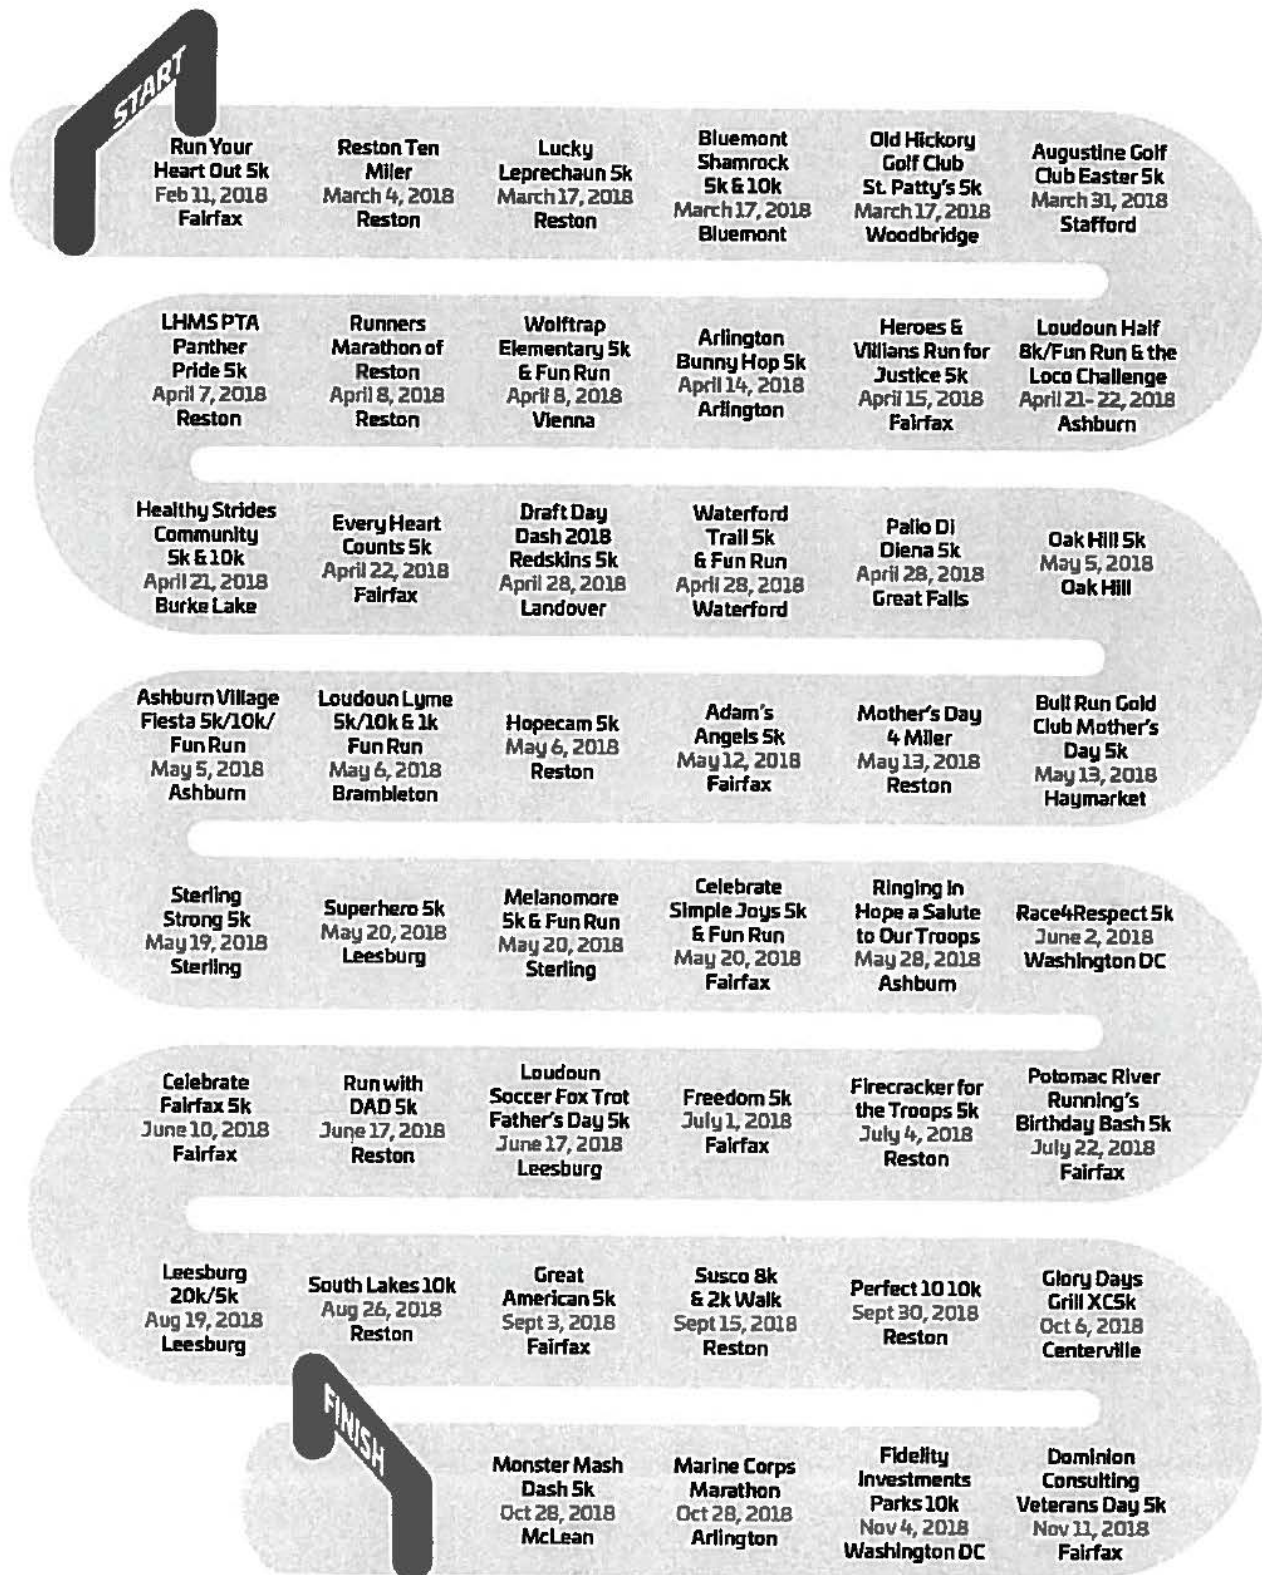 START
Run Your
Heart Out 5k
Feb 11, 2018
Fairfax
Reston Ten
Miler
March 4, 2018
Reston
Lucky
Leprechaun 5k
March 17, 2018
Reston
Bluemont
Shamrock
5k & 10k
March 17, 2018
Bluemont
Old Hickory
Golf Club
St. Patty's 5k
March 17, 2018
Woodbridge
Augustine Golf
Club Easter 5k
March 31, 2018
Stafford
LHMS PTA
Panther
Pride 5k
April 7, 2018
Reston
Runners
Marathon of
Reston
April 8, 2018
Reston
Wolftrap
Elementary 5k
& Fun Run
April 8, 2018
Vienna
Arlington
Bunny Hop 5k
April 14, 2018
Arlington
Heroes &
Villians Run for
Justice 5k
April 15, 2018
Fairfax
Loudoun Half
8k/Fun Run & the
Loco Challenge
April 21- 22, 2018
Ashburn
Healthy Strides
Community
5k & 10k
April 21, 2018
Burke Lake
Every Heart
Counts 5k
April 22, 2018
Fairfax
Draft Day
Dash 2018
Redskins 5k
April 28, 2018
Landover
Waterford
Trail 5k
& Fun Run
April 28, 2018
Waterford
Palio Di
Diena 5k
April 28, 2018
Great Falls
Oak Hill 5k
May 5, 2018
Oak Hill
Ashburn Village
Fiesta 5k/10k/
Fun Run
May 5, 2018
Ashburn
Loudoun Lyme
5k/10k & 1k
Fun Run
May 6, 2018
Brambleton
Hopecam 5k
May 6, 2018
Reston
Adam's
Angels 5k
May 12, 2018
Fairfax
Mother's Day
4 Miler
May 13, 2018
Reston
Bull Run Gold
Club Mother's
Day 5k
May 13, 2018
Haymarket
Sterling
Strong 5k
May 19, 2018
Sterling
Superhero 5k
May 20, 2018
Leesburg
Melanomore
5k & Fun Run
May 20, 2018
Sterling
Celebrate
Simple Joys 5k
& Fun Run
May 20, 2018
Fairfax
Ringing in
Hope a Salute
to Our Troops
May 28, 2018
Ashburn
Race4Respect 5k
June 2, 2018
Washington DC
Celebrate
Fairfax 5k
June 10, 2018
Fairfax
Run with
DAD 5k
June 17, 2018
Reston
Loudoun
Soccer Fox Trot
Father's Day 5k
June 17, 2018
Leesburg
Freedom 5k
July 1, 2018
Fairfax
Firecracker for
the Troops 5k
July 4, 2018
Reston
Potomac River
Running's
Birthday Bash 5k
July 22, 2018
Fairfax
Leesburg
20k/5k
Aug 19, 2018
Leesburg
South Lakes 10k
Aug 26, 2018
Reston
Great
American 5k
Sept 3, 2018
Fairfax
Susco 8k
& 2k Walk
Sept 15, 2018
Reston
Perfect 10 10k
Sept 30, 2018
Reston
Glory Days
Grill XC5k
Oct 6, 2018
Centerville
FINISH
Monster Mash
Dash 5k
Oct 28, 2018
McLean
Marine Corps
Marathon
Oct 28, 2018
Arlington
Fidelity
Investments
Parks 10k
Nov 4, 2018
Washington DC
Dominion
Consulting
Veterans Day 5k
Nov 11, 2018
Fairfax